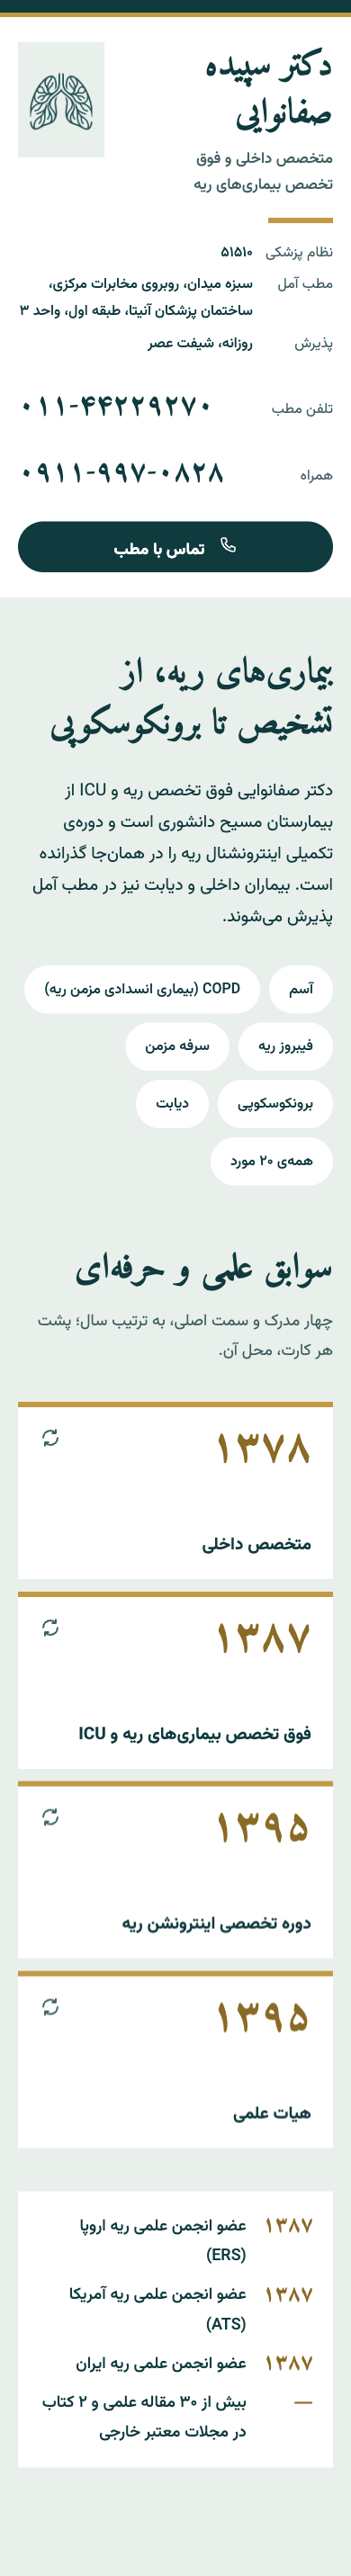 دکتر سپیده
صفانوایی
متخصص داخلی و فوق
تخصص بیماری‌های ریه
نظام پزشکی ۵۱۵۱۰
مطب آمل سبزه میدان، روبروی مخابرات مرکزی،
ساختمان پزشکان آنیتا، طبقه اول، واحد ۳
پذیرش روزانه، شیفت عصر
تلفن مطب ۰۱۱-۴۴۲۲۹۲۷۰
همراه ۰۹۱۱-۹۹۷-۰۸۲۸
تماس با مطب
بیماری‌های ریه، از
تشخیص تا برونکوسکوپی
دکتر صفانوایی فوق تخصص ریه و ICU از
بیمارستان مسیح دانشوری است و دوره‌ی
تکمیلی اینترونشنال ریه را در همان‌جا گذرانده
است. بیماران داخلی و دیابت نیز در مطب آمل
پذیرش می‌شوند.
آسم
COPD (بیماری انسدادی مزمن ریه)
فیبروز ریه
سرفه مزمن
برونکوسکوپی
دیابت
همه‌ی ۲۰ مورد
سوابق علمی و حرفه‌ای
چهار مدرک و سمت اصلی، به ترتیب سال؛ پشت
هر کارت، محل آن.
۱۳۷۸
متخصص داخلی
۱۳۸۷
فوق تخصص بیماری‌های ریه و ICU
۱۳۹۵
دوره تخصصی اینترونشن ریه
۱۳۹۵
هیات علمی
۱۳۸۷ عضو انجمن علمی ریه اروپا
(ERS)
۱۳۸۷ عضو انجمن علمی ریه آمریکا
(ATS)
۱۳۸۷ عضو انجمن علمی ریه ایران
— بیش از ۳۰ مقاله علمی و ۲ کتاب
در مجلات معتبر خارجی